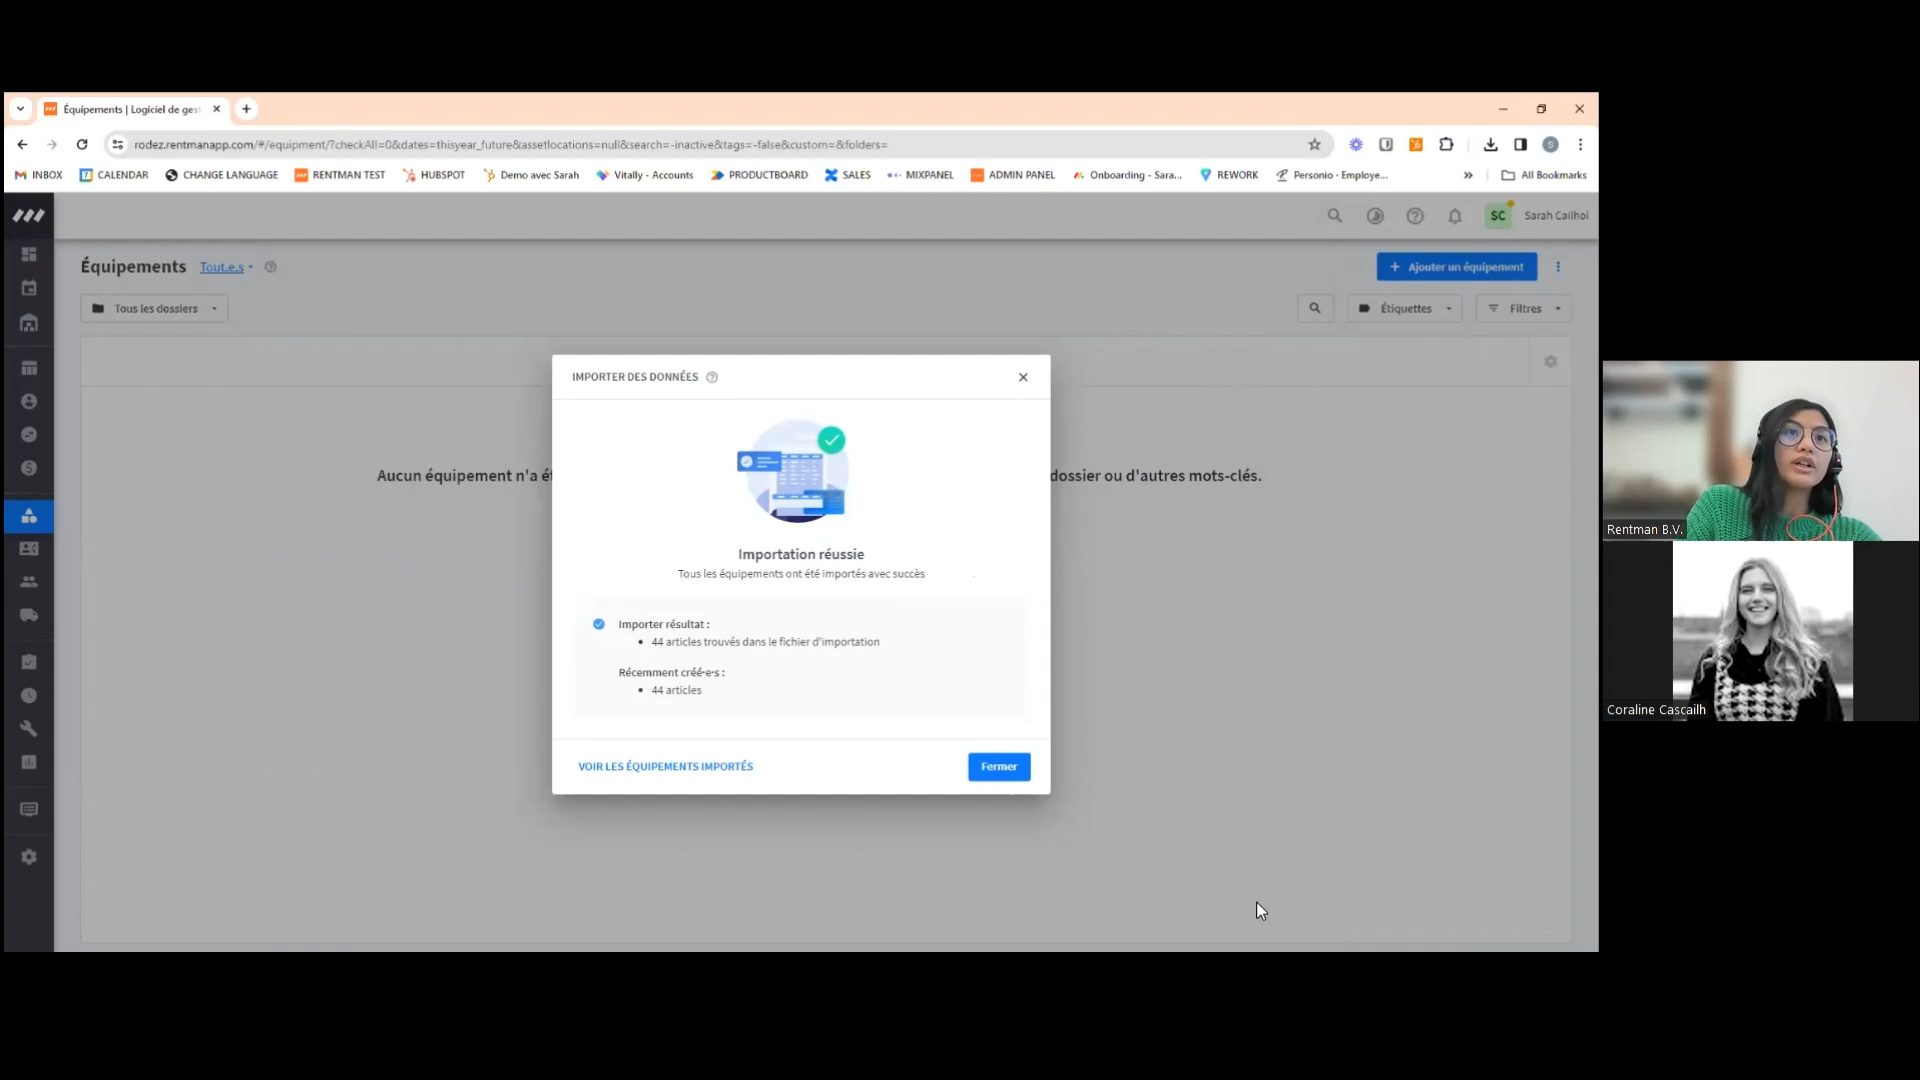 Équipements | Logiciel de ges
rodez.rentmanapp.com/#/equipment/?checkAll=0&dates=thisyear_future&assetlocations=null&search=-inactive&tags=-false&custom=&folders=
S
INBOX
7 CALENDAR
CHANGE LANGUAGE
RENTMAN TEST
HUBSPOT
Demo avec Sarah
Vitally - Accounts
PRODUCTBOARD
SALES
MIXPANEL
ADMIN PANEL
Onboarding - Sara...
REWORK
Personio - Employe...
»
All Bookmarks
SC Sarah Cailhol
Équipements Tout.e.s
+ Ajouter un équipement
Tous les dossiers
Étiquettes
Filtres
Aucun équipement n'a ét
dossier ou d'autres mots-clés.
IMPORTER DES DONNÉES
Importation réussie
Tous les équipements ont été importés avec succès
Importer résultat :
• 44 articles trouvés dans le fichier d'importation
Récemment créé·e·s :
• 44 articles
VOIR LES ÉQUIPEMENTS IMPORTÉS
Fermer
Rentman B.V.
Coraline Cascailh